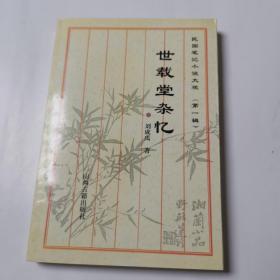 民国笔记小说大观（第一辑）
世载堂杂忆
刘成禺 著
山西古籍出版社